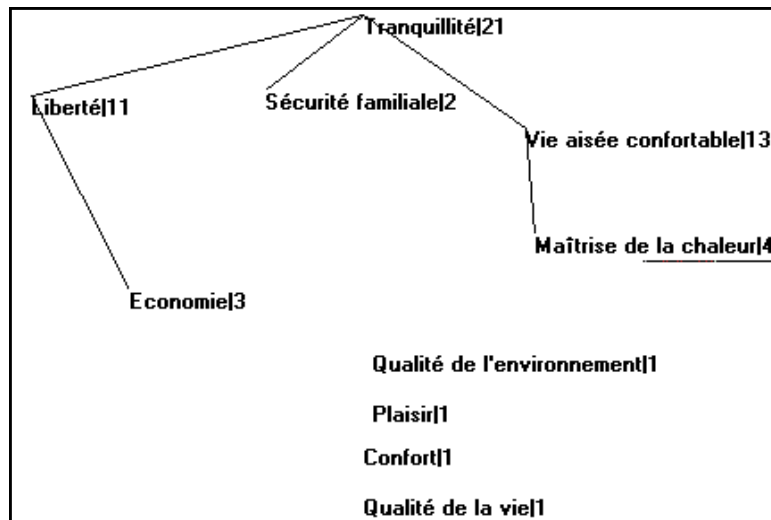 Tranquillité|21
Liberté|11
Sécurité familiale|2
Vie aisée confortable|13
Maîtrise de la chaleur|4
Economie|3
Qualité de l'environnement|1
Plaisir|1
Confort|1
Qualité de la vie|1